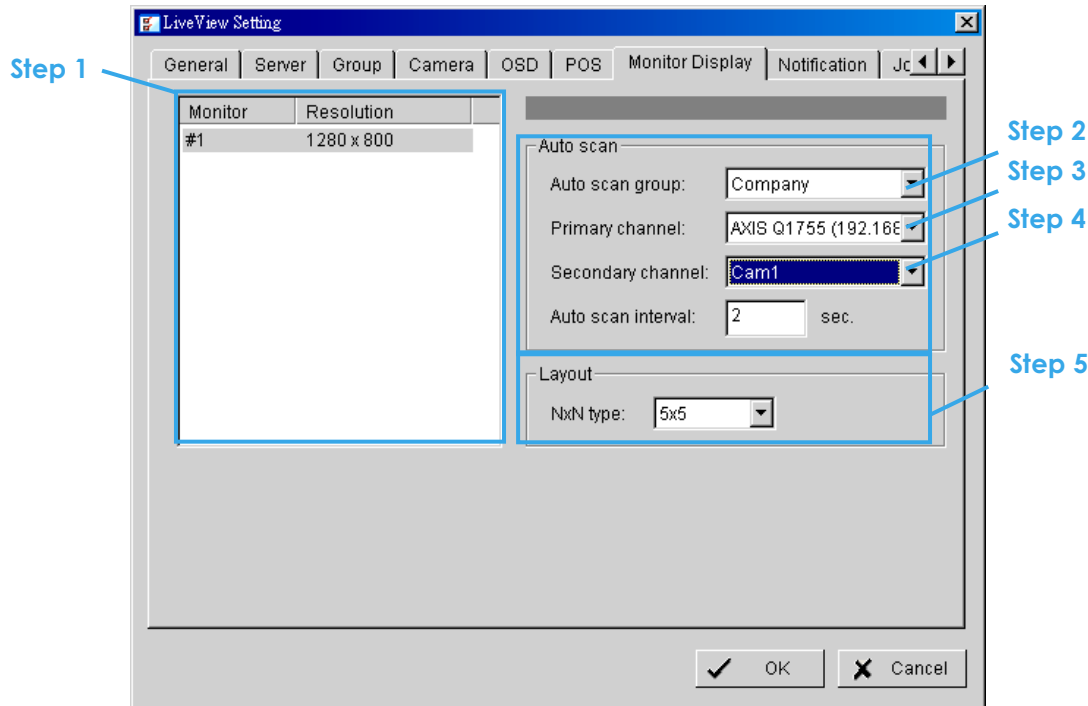 LiveView Setting
Step 1
General Server Group Camera OSD POS Monitor Display Notification
Monitor Resolution
#1 1280 x 800
Auto scan
Step 2
Auto scan group: Company
Step 3
Primary channel: AXIS Q1755 (192.168
Step 4
Secondary channel: Cam1
Auto scan interval: 2 sec.
Layout
Step 5
NxN type: 5x5
OK Cancel